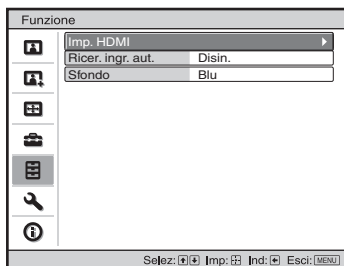 Funzione
Imp. HDMI
Ricer. ingr. aut. Disin.
Sfondo Blu
Selez: Imp: Ind: Esci: MENU